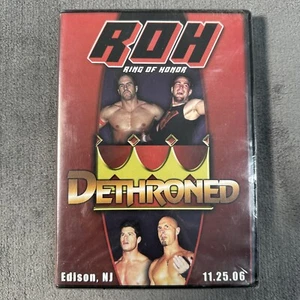 ROH
RING OF HONOR
DETHRONED
Edison, NJ
11.25.06